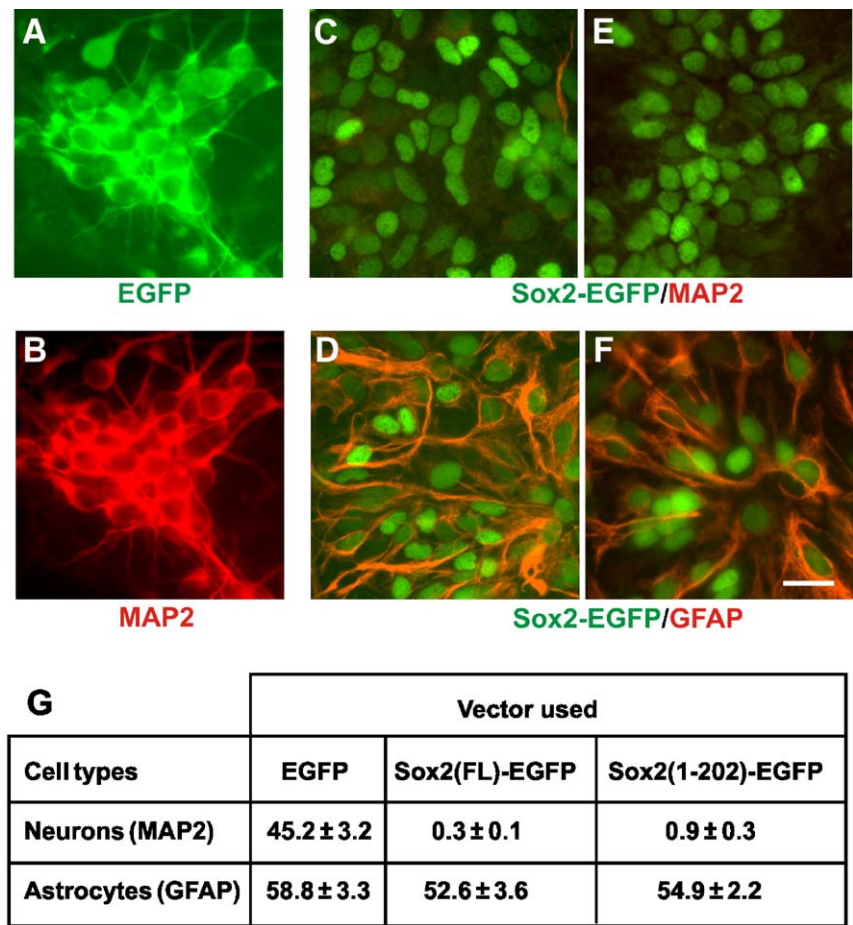 A
C
E
EGFP
Sox2-EGFP/MAP2
B
D
F
MAP2
Sox2-EGFP/GFAP
G
Vector used
Cell types EGFP Sox2(FL)-EGFP Sox2(1-202)-EGFP
Neurons (MAP2) 45.2 ± 3.2 0.3 ± 0.1 0.9 ± 0.3
Astrocytes (GFAP) 58.8 ± 3.3 52.6 ± 3.6 54.9 ± 2.2